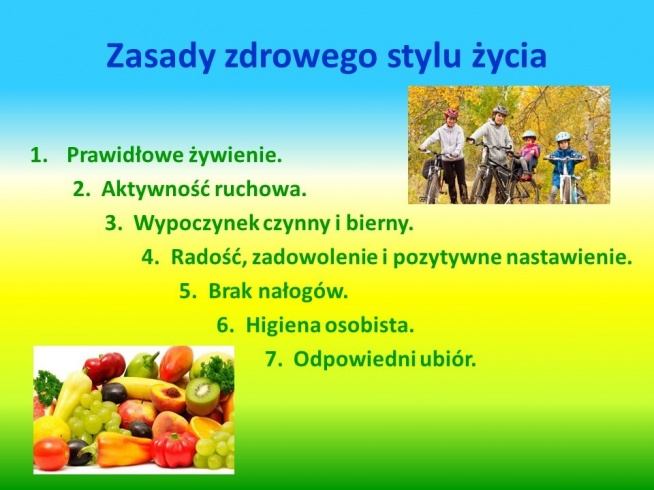 Zasady zdrowego stylu życia
1. Prawidłowe żywienie.
2. Aktywność ruchowa.
3. Wypoczynek czynny i bierny.
4. Radość, zadowolenie i pozytywne nastawienie.
5. Brak nałogów.
6. Higiena osobista.
7. Odpowiedni ubiór.